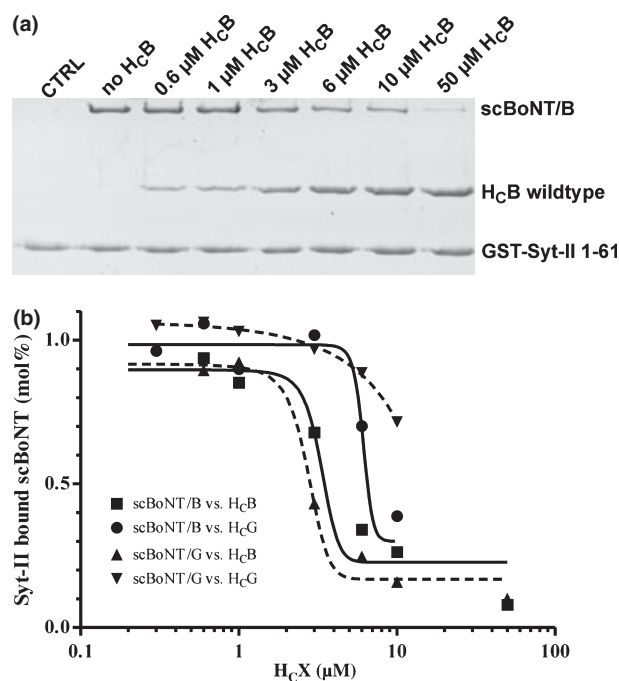 (a)
CTRL
no HCB
0.6 µM HCB
1 µM HCB
3 µM HCB
6 µM HCB
10 µM HCB
50 µM HCB
scBoNT/B
HCB wildtype
GST-Syt-II 1-61
(b)
Syt-II bound scBoNT (mol%)
1.0
0.5
0.0
scBoNT/B vs. HCB
scBoNT/B vs. HCG
scBoNT/G vs. HCB
scBoNT/G vs. HCG
0.1 1 10 100
HCX (µM)